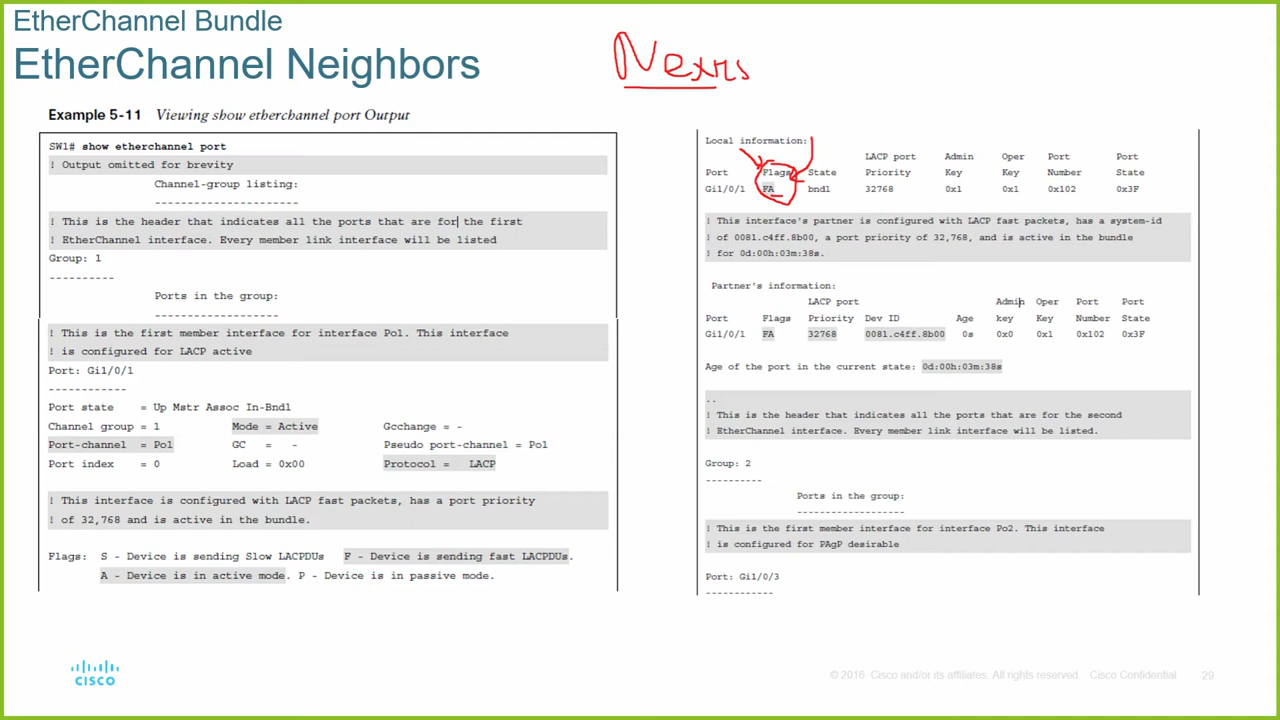 EtherChannel Bundle
EtherChannel Neighbors
Nexus
Example 5-11 Viewing show etherchannel port Output
SW1# show etherchannel port
! Output omitted for brevity
Channel-group listing:
---------------------
! This is the header that indicates all the ports that are for the first
! EtherChannel interface. Every member link interface will be listed
Group: 1
----------
Ports in the group:
-------------------
! This is the first member interface for interface Po1. This interface
! is configured for LACP active
Port: Gi1/0/1
------------
Port state = Up Mstr Assoc In-Bndl
Channel group = 1 Mode = Active Gcchange = -
Port-channel = Po1 GC = - Pseudo port-channel = Po1
Port index = 0 Load = 0x00 Protocol = LACP
! This interface is configured with LACP fast packets, has a port priority
! of 32,768 and is active in the bundle.
Flags: S - Device is sending Slow LACPDUs F - Device is sending fast LACPDUs.
A - Device is in active mode. P - Device is in passive mode.
Local information:
LACP port Admin Oper Port Port
Port Flags State Priority Key Key Number State
Gi1/0/1 FA bndl 32768 0x1 0x1 0x102 0x3F
! This interface's partner is configured with LACP fast packets, has a system-id
! of 0081.c4ff.8b00, a port priority of 32,768, and is active in the bundle
! for 0d:00h:03m:38s.
Partner's information:
LACP port Admin Oper Port Port
Port Flags Priority Dev ID Age key Key Number State
Gi1/0/1 FA 32768 0081.c4ff.8b00 0s 0x0 0x1 0x102 0x3F
Age of the port in the current state: 0d:00h:03m:38s
..
! This is the header that indicates all the ports that are for the second
! EtherChannel interface. Every member link interface will be listed.
Group: 2
----------
Ports in the group:
-------------------
! This is the first member interface for interface Po2. This interface
! is configured for PAgP desirable
Port: Gi1/0/3
------------
CISCO
© 2016 Cisco and/or its affiliates. All rights reserved. Cisco Confidential 29